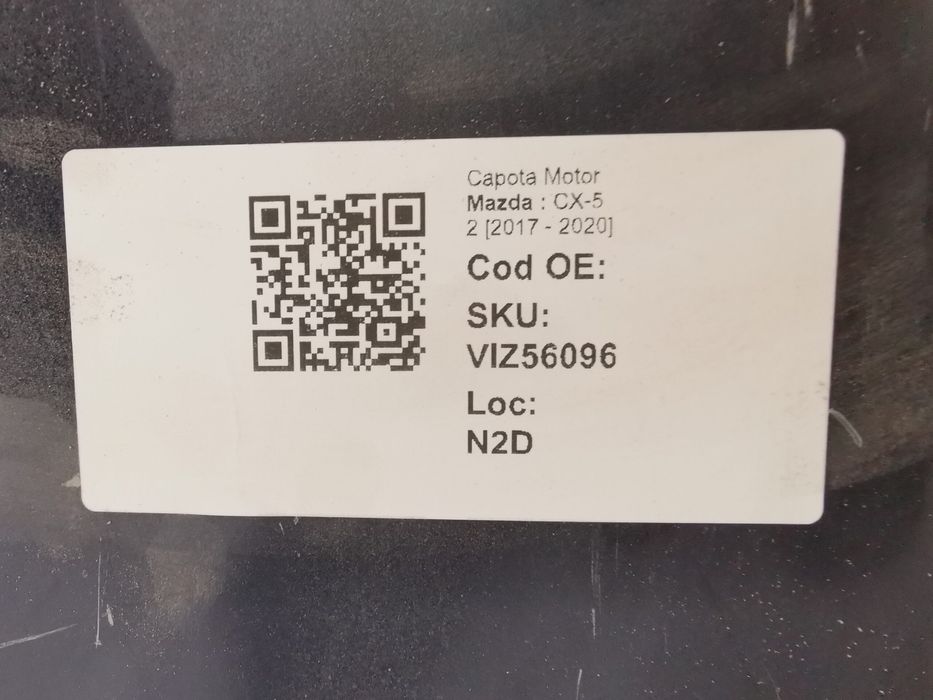 Capota Motor
Mazda : CX-5
2 [2017 - 2020]
Cod OE:
SKU:
VIZ56096
Loc:
N2D